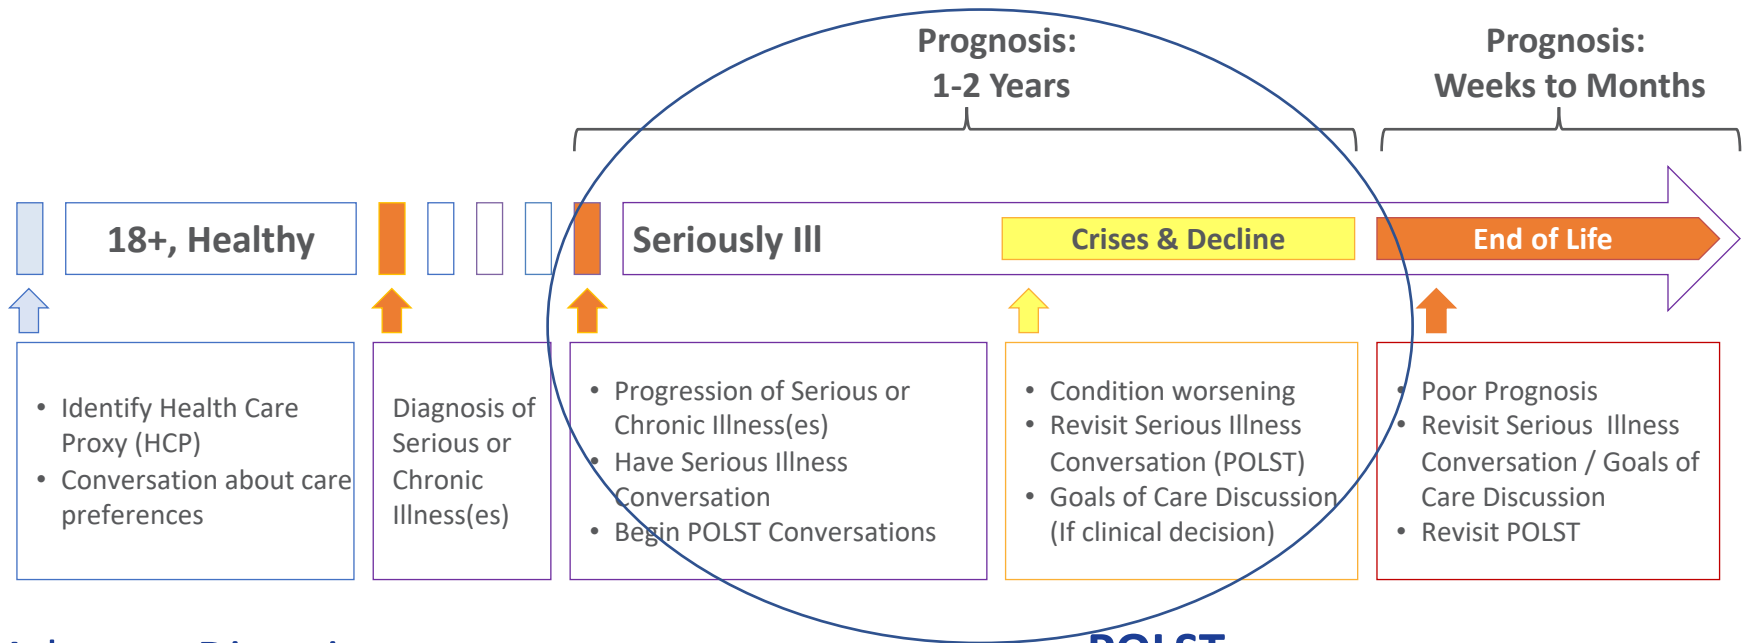 Prognosis:
1-2 Years
Prognosis:
Weeks to Months
18+, Healthy
Seriously Ill
Crises & Decline
End of Life
• Identify Health Care
Proxy (HCP)
• Conversation about care
preferences
Diagnosis of
Serious or
Chronic
Illness(es)
• Progression of Serious or
Chronic Illness(es)
• Have Serious Illness
Conversation
• Begin POLST Conversations
• Condition worsening
• Revisit Serious Illness
Conversation (POLST)
• Goals of Care Discussion
(If clinical decision)
• Poor Prognosis
• Revisit Serious Illness
Conversation / Goals of
Care Discussion
• Revisit POLST
POLST